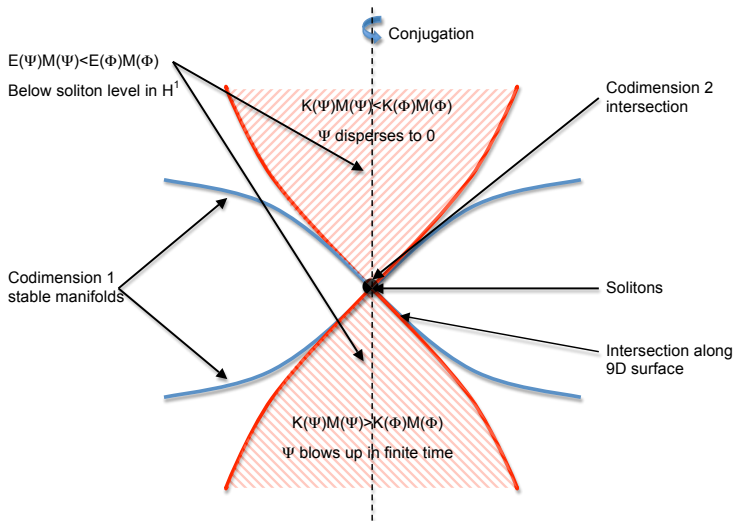 Conjugation
E(Ψ)M(Ψ)<E(Φ)M(Φ)
Below soliton level in H¹
K(Ψ)M(Ψ)<K(Φ)M(Φ)
Ψ disperses to 0
Codimension 2
intersection
Codimension 1
stable manifolds
Solitons
Intersection along
9D surface
K(Ψ)M(Ψ)>K(Φ)M(Φ)
Ψ blows up in finite time